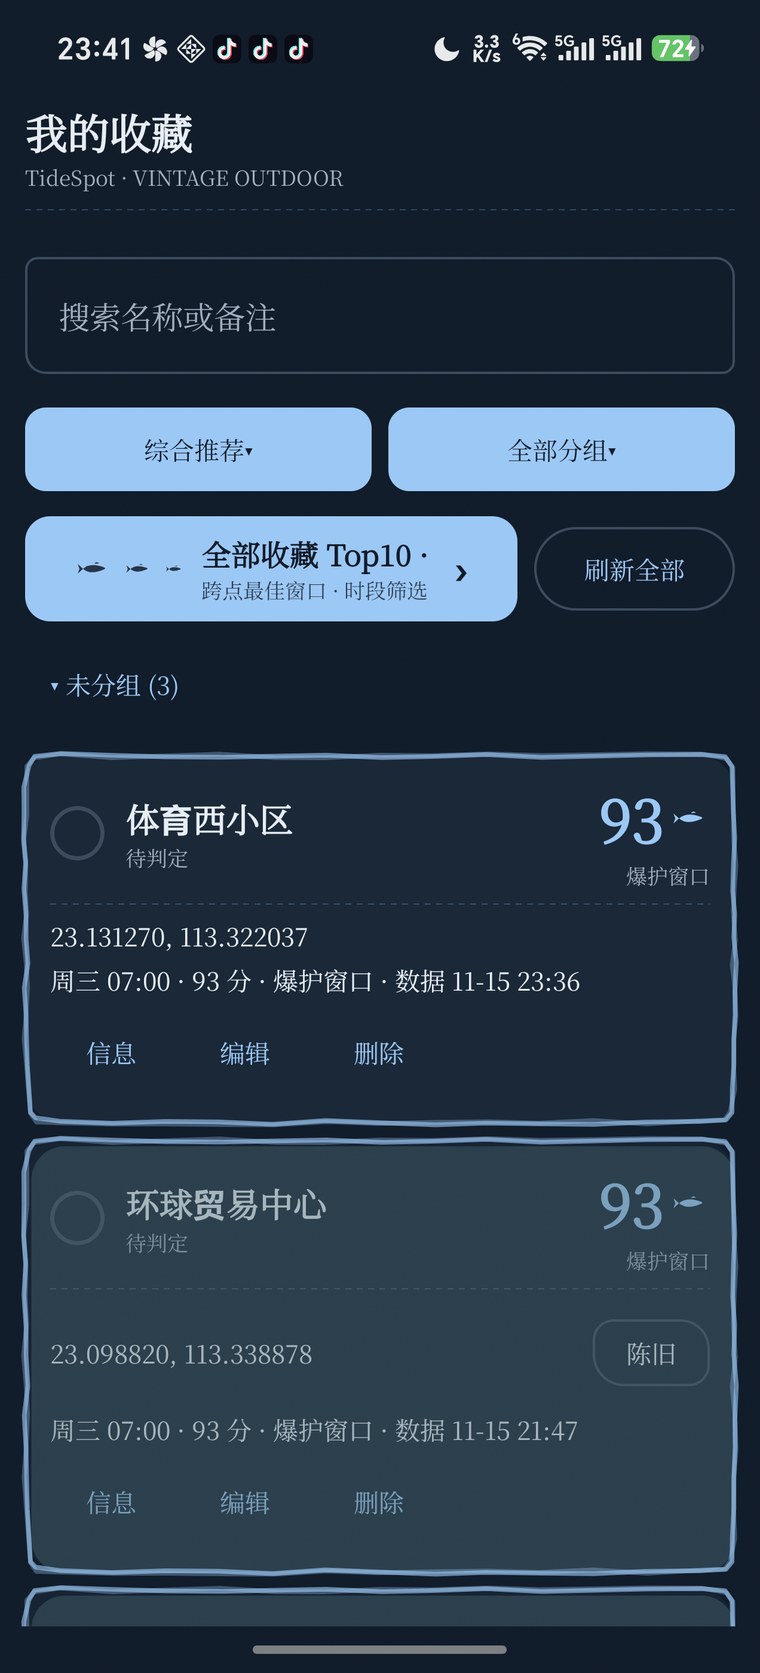 23:41 3.3 K/s 6 5G 5G 72
我的收藏
TideSpot · VINTAGE OUTDOOR
搜索名称或备注
综合推荐▾ 全部分组▾
全部收藏 Top10 · ›
跨点最佳窗口 · 时段筛选
刷新全部
▾ 未分组 (3)
体育西小区 93
待判定 爆护窗口
23.131270, 113.322037
周三 07:00 · 93 分 · 爆护窗口 · 数据 11-15 23:36
信息 编辑 删除
环球贸易中心 93
待判定 爆护窗口
23.098820, 113.338878 陈旧
周三 07:00 · 93 分 · 爆护窗口 · 数据 11-15 21:47
信息 编辑 删除